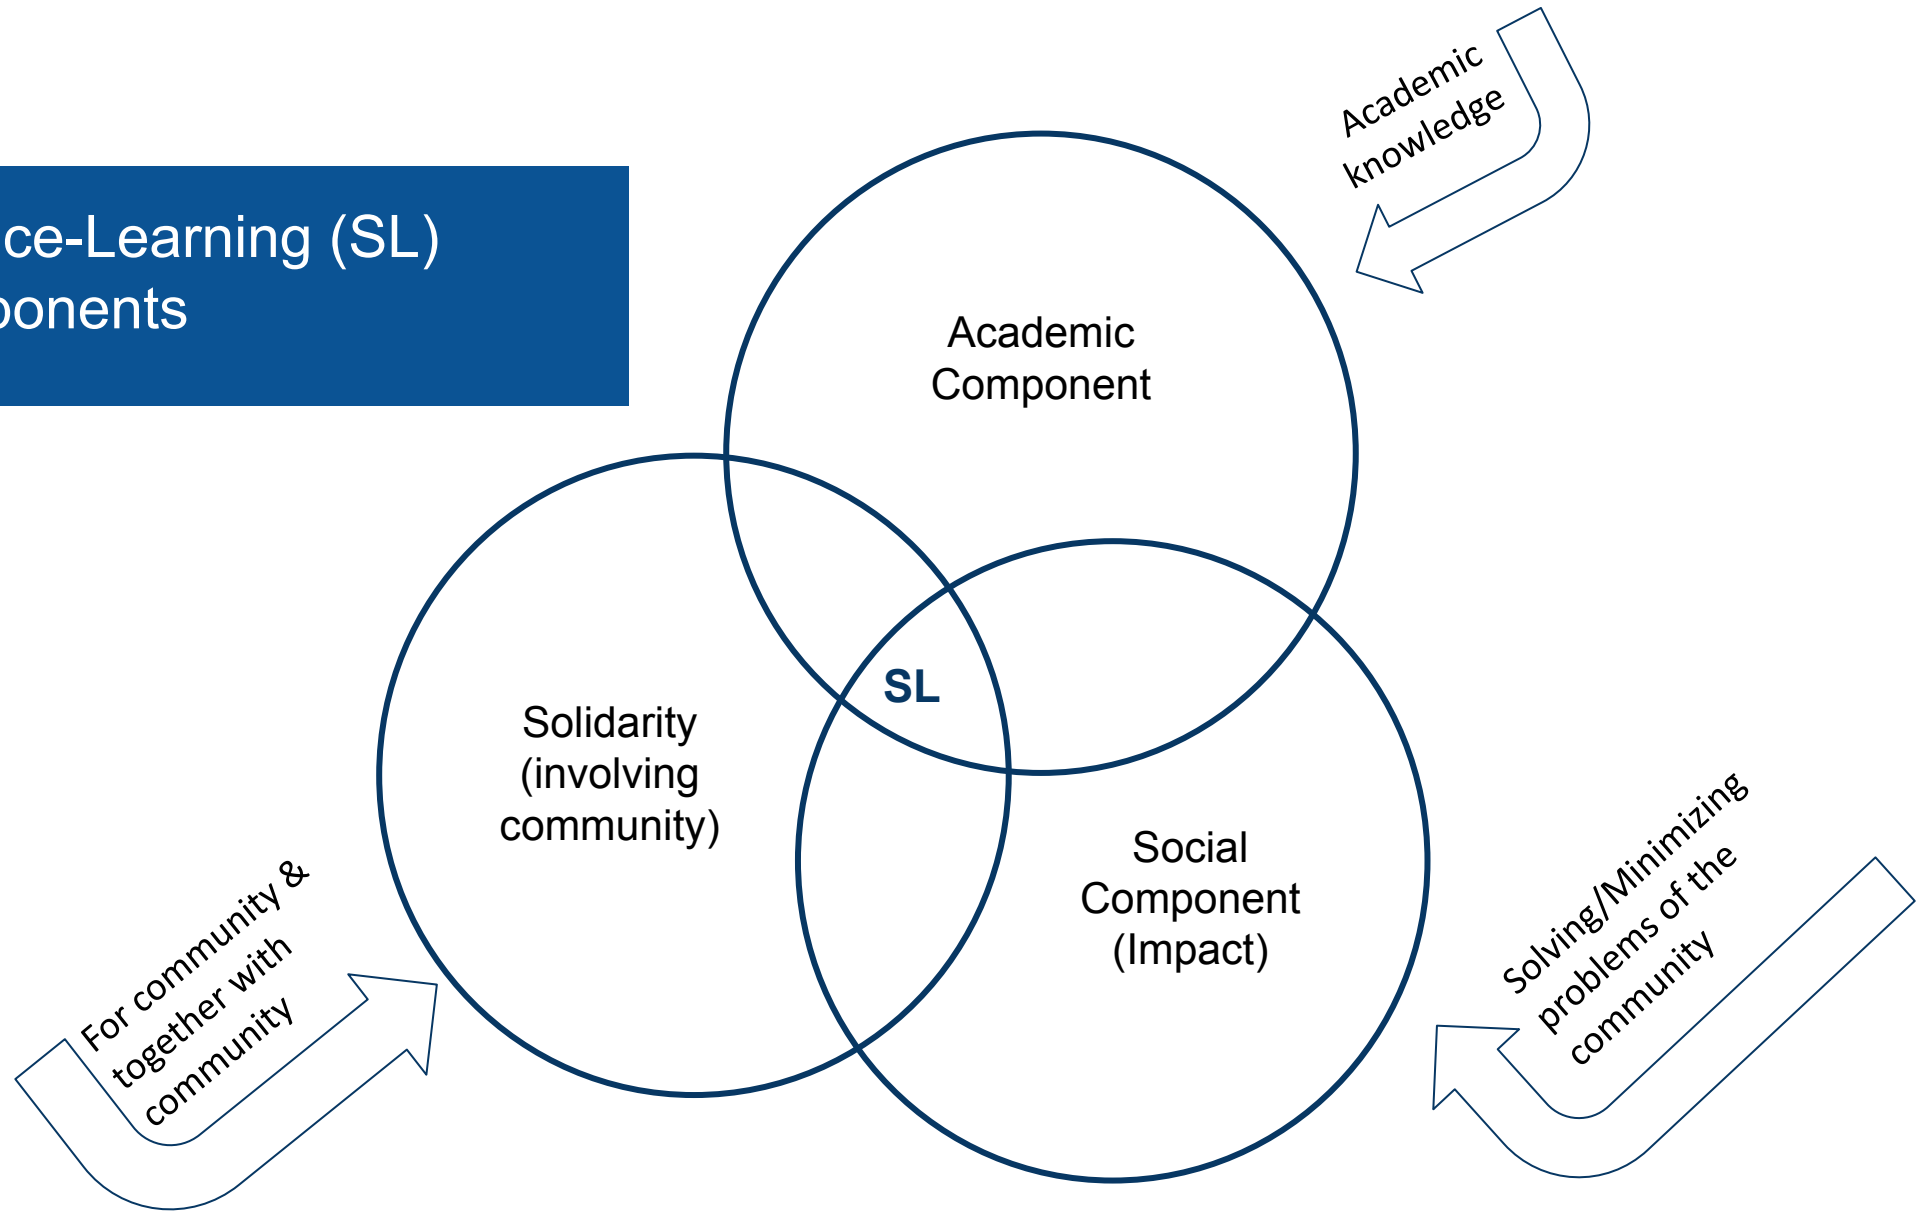 ce-Learning (SL)
ponents
Academic
knowledge
Academic
Component
SL
Solidarity
(involving
community)
Social
Component
(Impact)
For community &
together with
community
Solving/Minimizing
problems of the
community